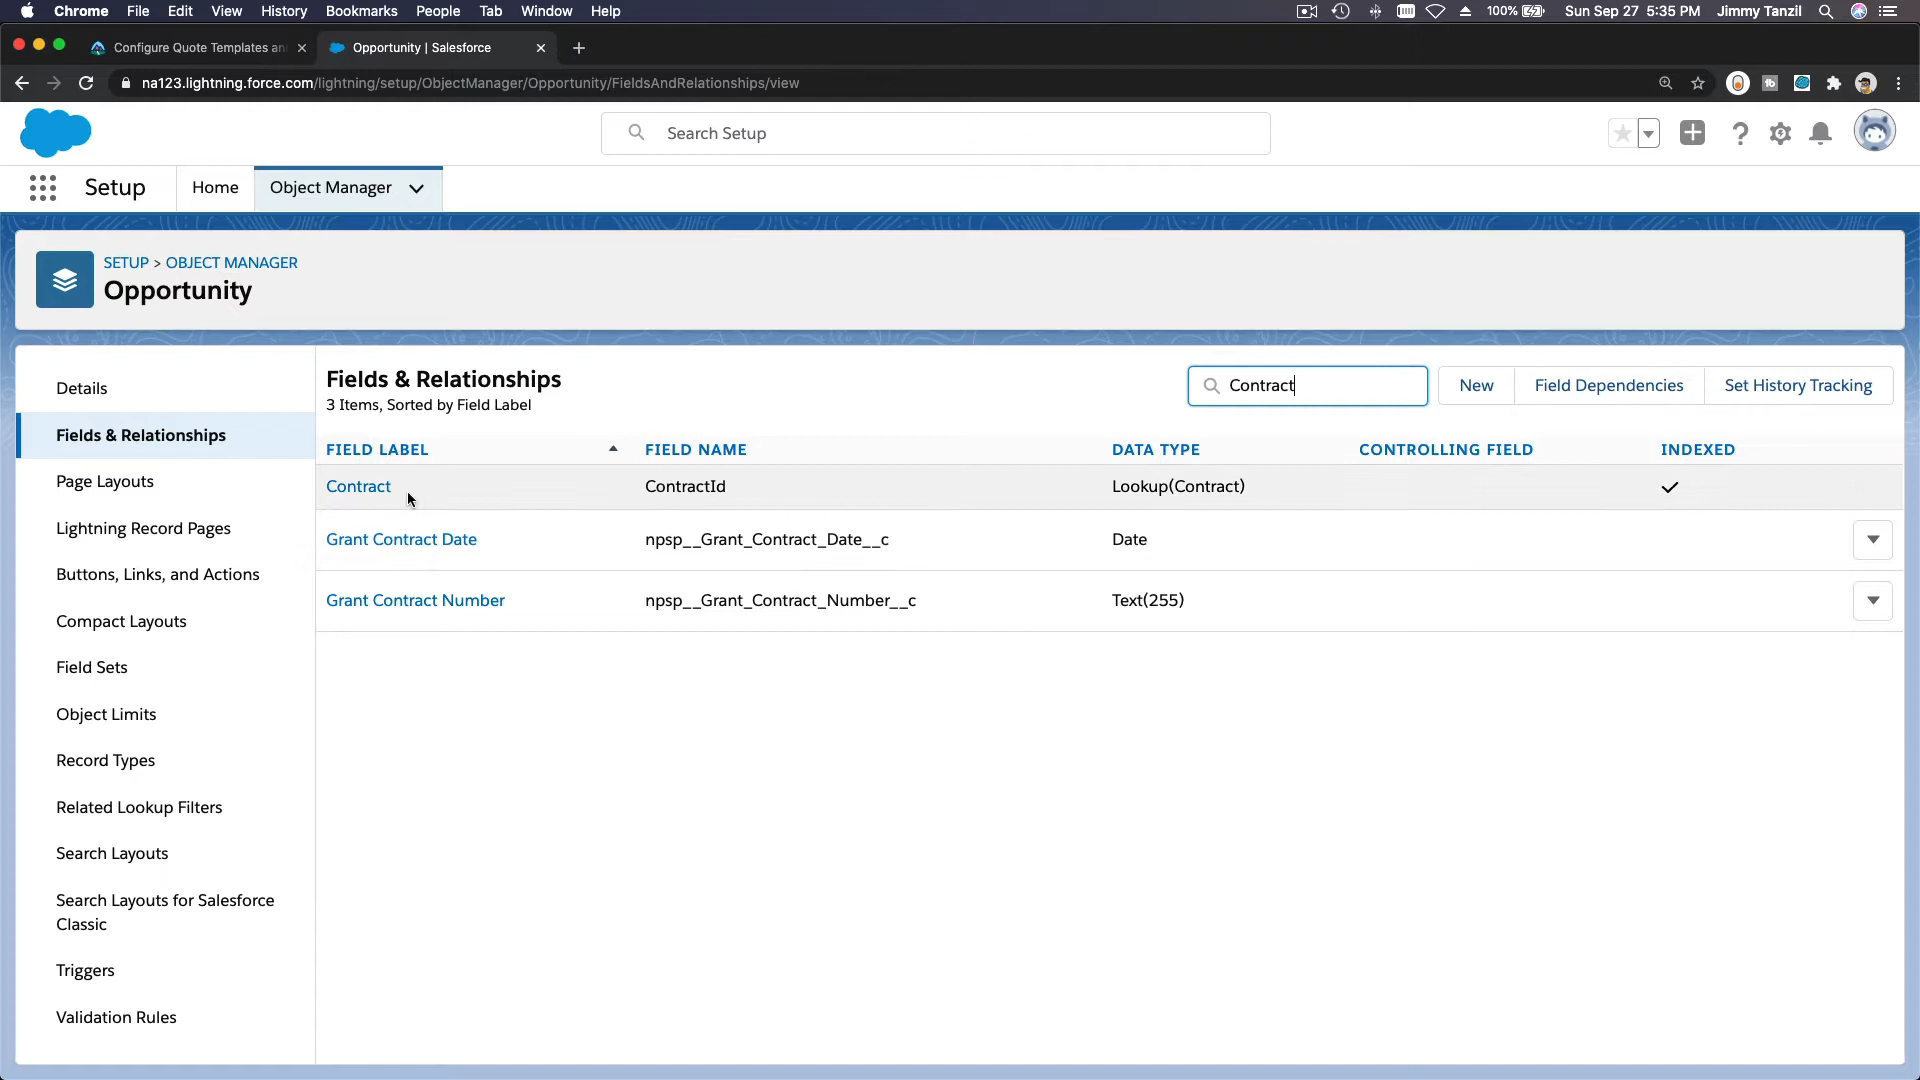 Chrome File Edit View History Bookmarks People Tab Window Help 100% Sun Sep 27 5:35 PM Jimmy Tanzil
Configure Quote Templates an Opportunity | Salesforce
na123.lightning.force.com/lightning/setup/ObjectManager/Opportunity/FieldsAndRelationships/view
Search Setup
Setup Home Object Manager
SETUP > OBJECT MANAGER
Opportunity
Details
Fields & Relationships
Page Layouts
Lightning Record Pages
Buttons, Links, and Actions
Compact Layouts
Field Sets
Object Limits
Record Types
Related Lookup Filters
Search Layouts
Search Layouts for Salesforce
Classic
Triggers
Validation Rules
Fields & Relationships
3 Items, Sorted by Field Label
Contract New Field Dependencies Set History Tracking
FIELD LABEL FIELD NAME DATA TYPE CONTROLLING FIELD INDEXED
Contract ContractId Lookup(Contract)
Grant Contract Date npsp__Grant_Contract_Date__c Date
Grant Contract Number npsp__Grant_Contract_Number__c Text(255)